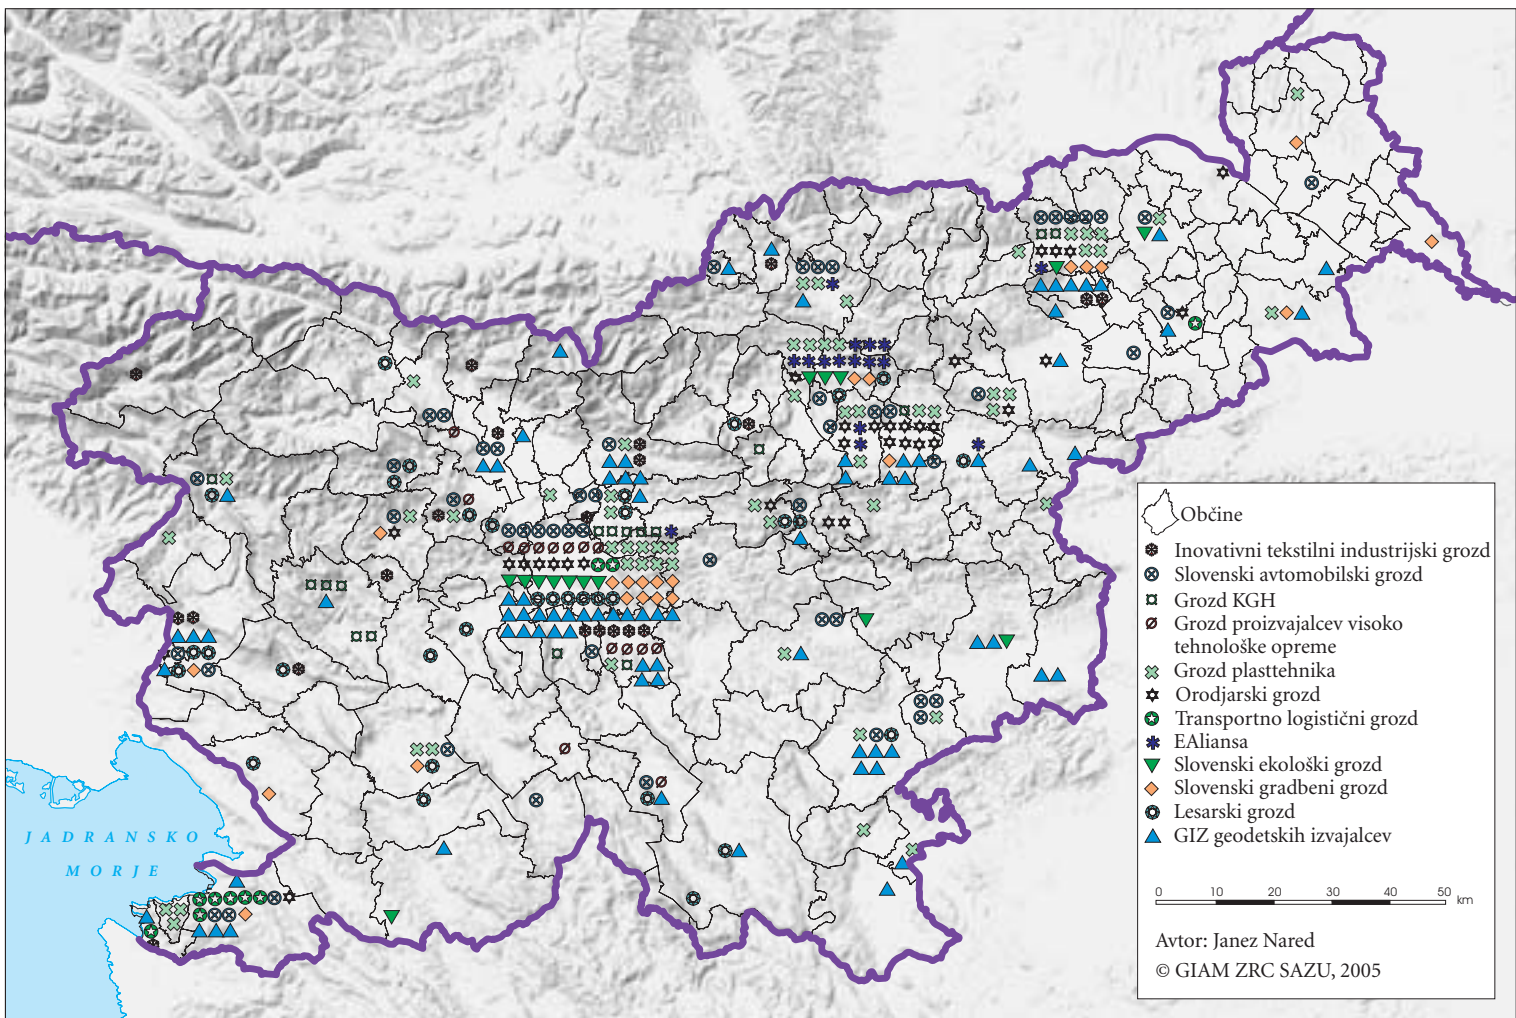 JADRANSKO
MORJE
Občine
Inovativni tekstilni industrijski grozd
Slovenski avtomobilski grozd
Grozd KGH
Grozd proizvajalcev visoko
tehnološke opreme
Grozd plasttehnika
Orodjarski grozd
Transportno logistični grozd
EAliansa
Slovenski ekološki grozd
Slovenski gradbeni grozd
Lesarski grozd
GIZ geodetskih izvajalcev
0 10 20 30 40 50 km
Avtor: Janez Nared
© GIAM ZRC SAZU, 2005